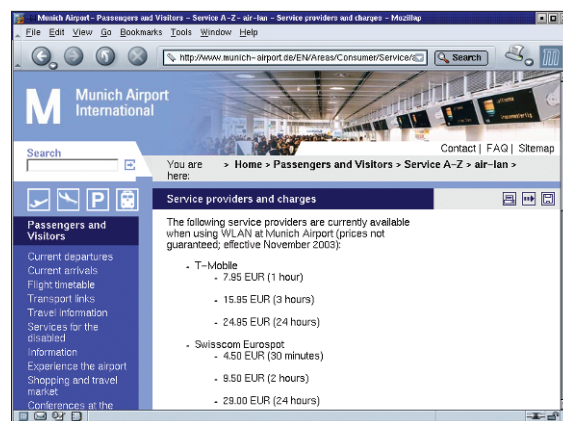 Munich Airport - Passengers and Visitors - Service A-Z- air-lan - Service providers and charges - Mozilla
File Edit View Go Bookmarks Tools Window Help
http://www.munich-airport.de/EN/Areas/Consumer/Service/
Search
M Munich Airport
International
Contact | FAQ | Sitemap
Search
You are here: > Home > Passengers and Visitors > Service A-Z > air-lan >
P
Service providers and charges
Passengers and
Visitors
Current departures
Current arrivals
Flight timetable
Transport links
Travel information
Services for the
disabled
Information
Experience the airport
Shopping and travel
market
Conferences at the
The following service providers are currently available
when using WLAN at Munich Airport (prices not
guaranteed; effective November 2003):
- T-Mobile
- 7.95 EUR (1 hour)
- 15.95 EUR (3 hours)
- 24.95 EUR (24 hours)
- Swisscom Eurospot
- 4.50 EUR (30 minutes)
- 9.50 EUR (2 hours)
- 29.00 EUR (24 hours)